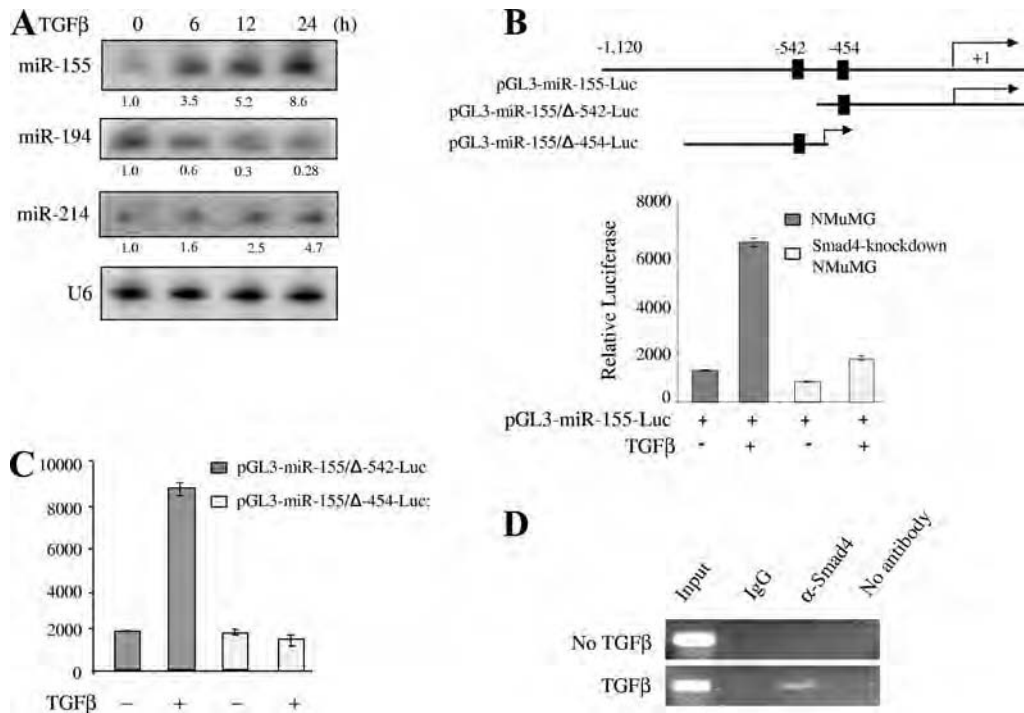 A
TGFβ 0 6 12 24 (h)
miR-155
1.0 3.5 5.2 8.6
miR-194
1.0 0.6 0.3 0.28
miR-214
1.0 1.6 2.5 4.7
U6
B
-1,120 -542 -454
+1
pGL3-miR-155-Luc
pGL3-miR-155/Δ-542-Luc
pGL3-miR-155/Δ-454-Luc
8000
6000
4000
2000
0
Relative Luciferase
NMuMG
Smad4-knockdown
NMuMG
pGL3-miR-155-Luc + + + +
TGFβ - + - +
C
10000
8000
6000
4000
2000
0
pGL3-miR-155/Δ-542-Luc
pGL3-miR-155/Δ-454-Luc:
TGFβ – + – +
D
Input IgG α-Smad4 No antibody
No TGFβ
TGFβ